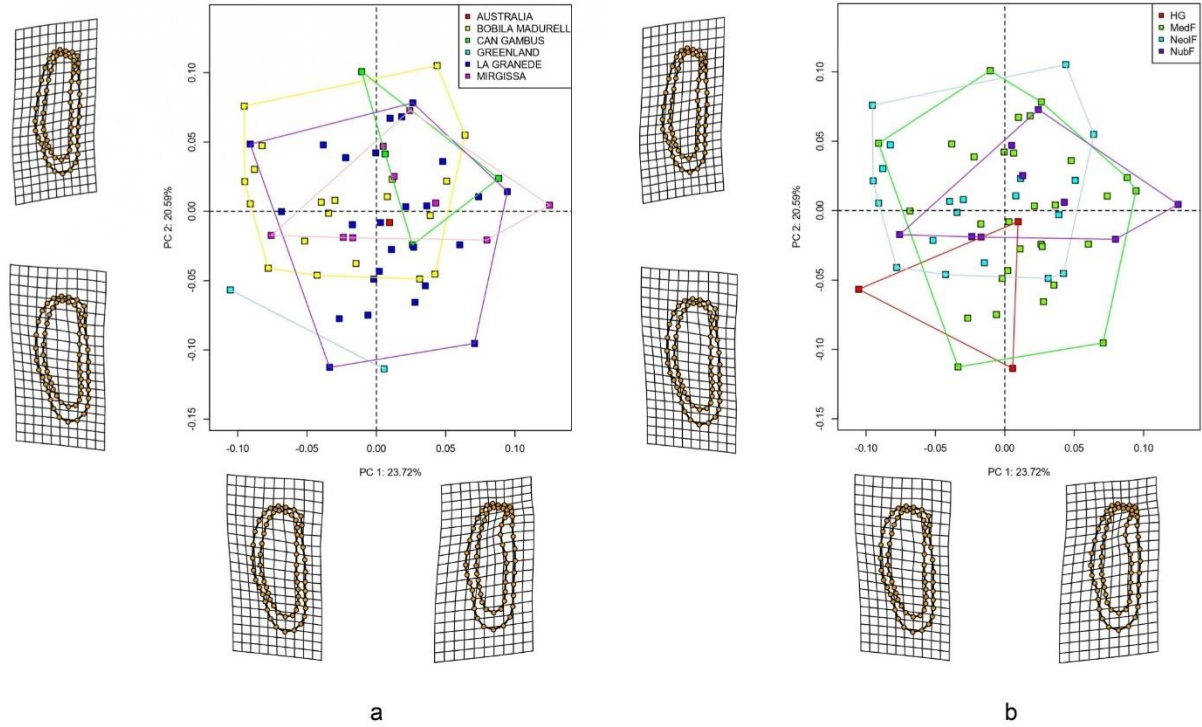 AUSTRALIA
BOBILA MADURELL
CAN GAMBUS
GREENLAND
LA GRANEDE
MIRGISSA
PC 2: 20.59%
0.10
0.05
0.00
-0.05
-0.10
-0.15
-0.10
-0.05
0.00
0.05
0.10
PC 1: 23.72%
a
HG
MedF
NeolF
NubF
PC 2: 20.59%
0.10
0.05
0.00
-0.05
-0.10
-0.15
-0.10
-0.05
0.00
0.05
0.10
PC 1: 23.72%
b